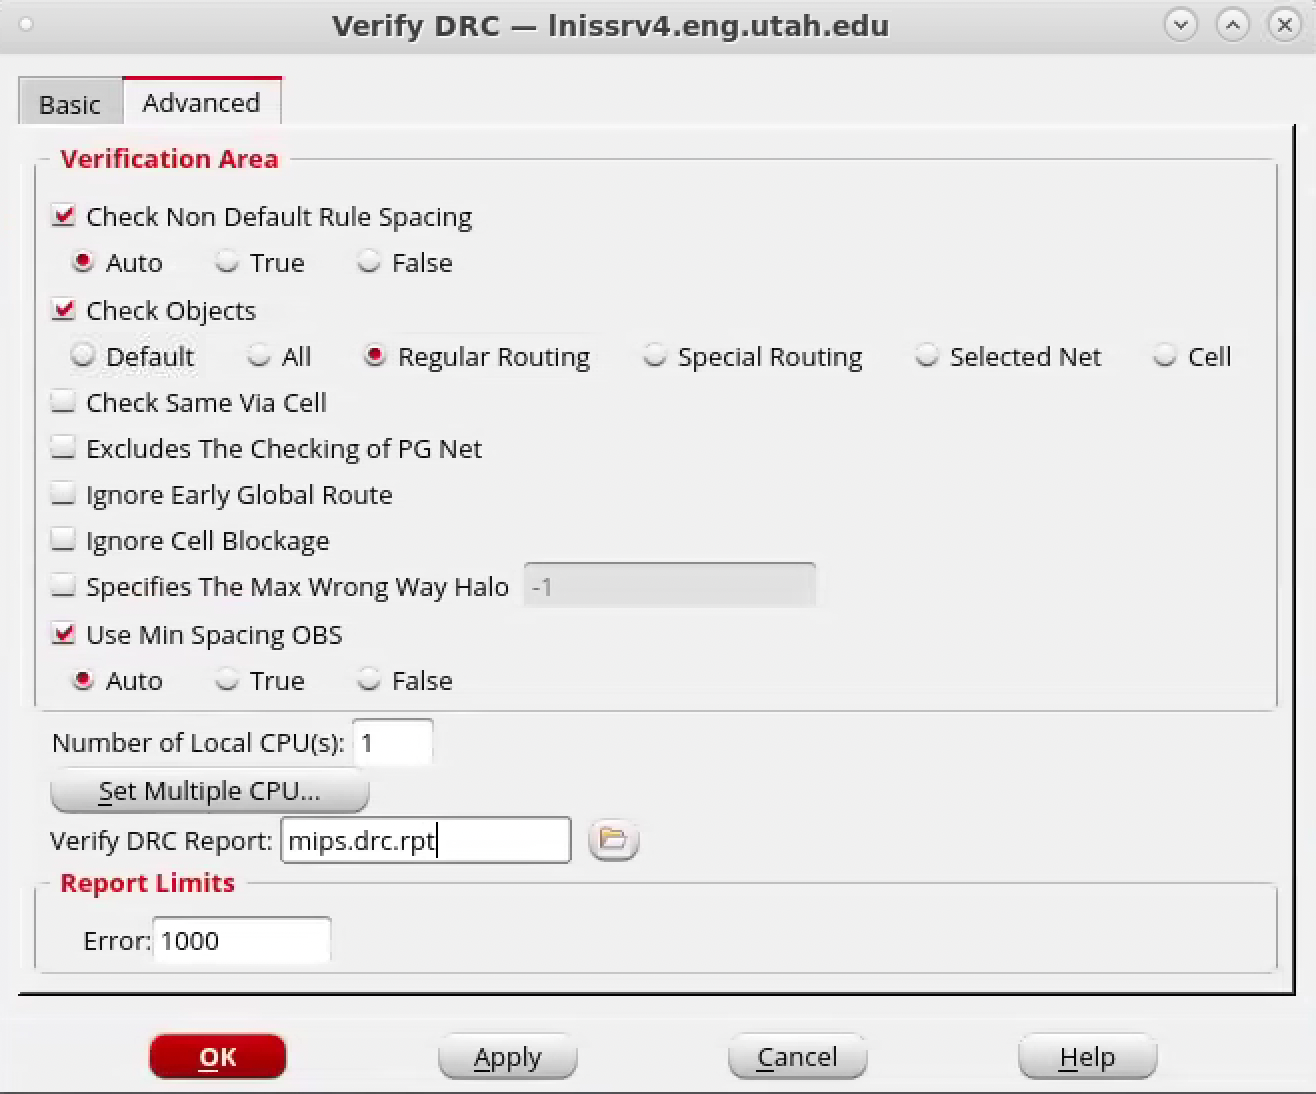 Verify DRC — lnissrv4.eng.utah.edu
Basic Advanced
Verification Area
Check Non Default Rule Spacing
Auto True False
Check Objects
Default All Regular Routing Special Routing Selected Net Cell
Check Same Via Cell
Excludes The Checking of PG Net
Ignore Early Global Route
Ignore Cell Blockage
Specifies The Max Wrong Way Halo -1
Use Min Spacing OBS
Auto True False
Number of Local CPU(s): 1
Set Multiple CPU...
Verify DRC Report: mips.drc.rpt
Report Limits
Error: 1000
OK Apply Cancel Help